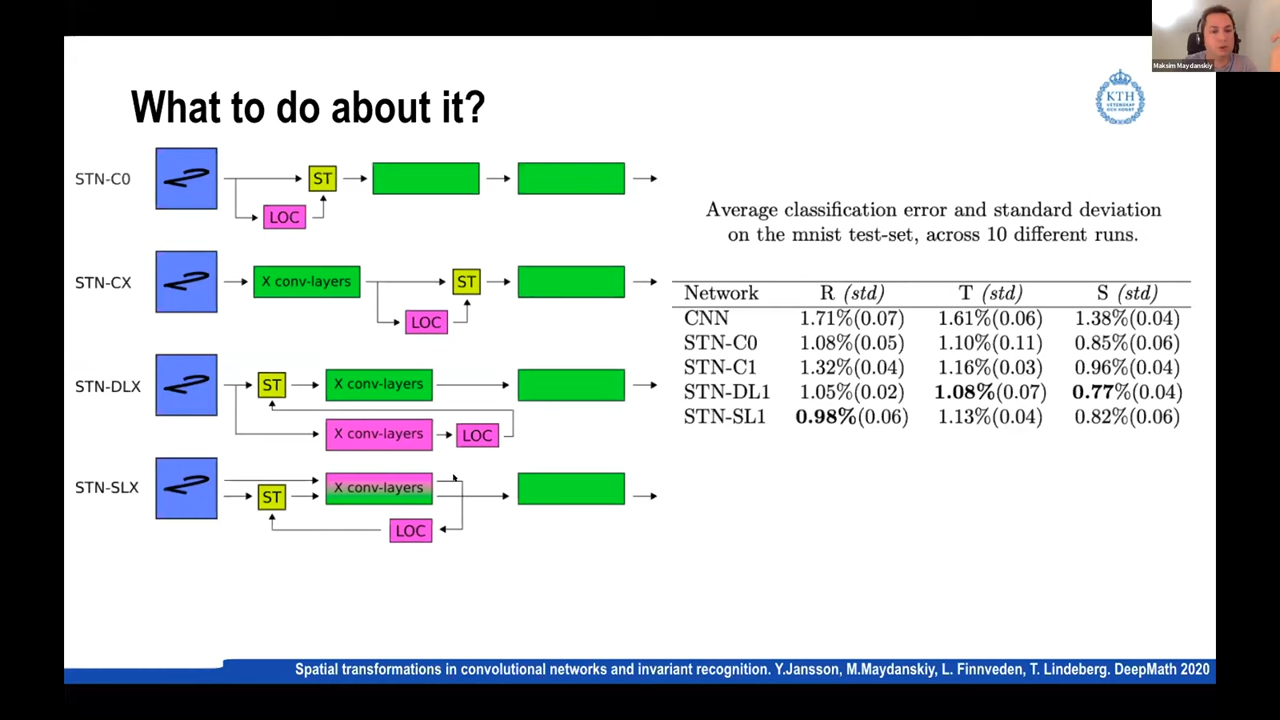 Maksim Maydanskiy
KTH
VETENSKAP
OCH KONST
What to do about it?
STN-C0
ST
LOC
STN-CX
X conv-layers
ST
LOC
STN-DLX
ST
X conv-layers
X conv-layers
LOC
STN-SLX
ST
X conv-layers
LOC
Average classification error and standard deviation
on the mnist test-set, across 10 different runs.
Network R (std) T (std) S (std)
CNN 1.71%(0.07) 1.61%(0.06) 1.38%(0.04)
STN-C0 1.08%(0.05) 1.10%(0.11) 0.85%(0.06)
STN-C1 1.32%(0.04) 1.16%(0.03) 0.96%(0.04)
STN-DL1 1.05%(0.02) 1.08%(0.07) 0.77%(0.04)
STN-SL1 0.98%(0.06) 1.13%(0.04) 0.82%(0.06)
Spatial transformations in convolutional networks and invariant recognition. Y.Jansson, M.Maydanskiy, L. Finnveden, T. Lindeberg. DeepMath 2020